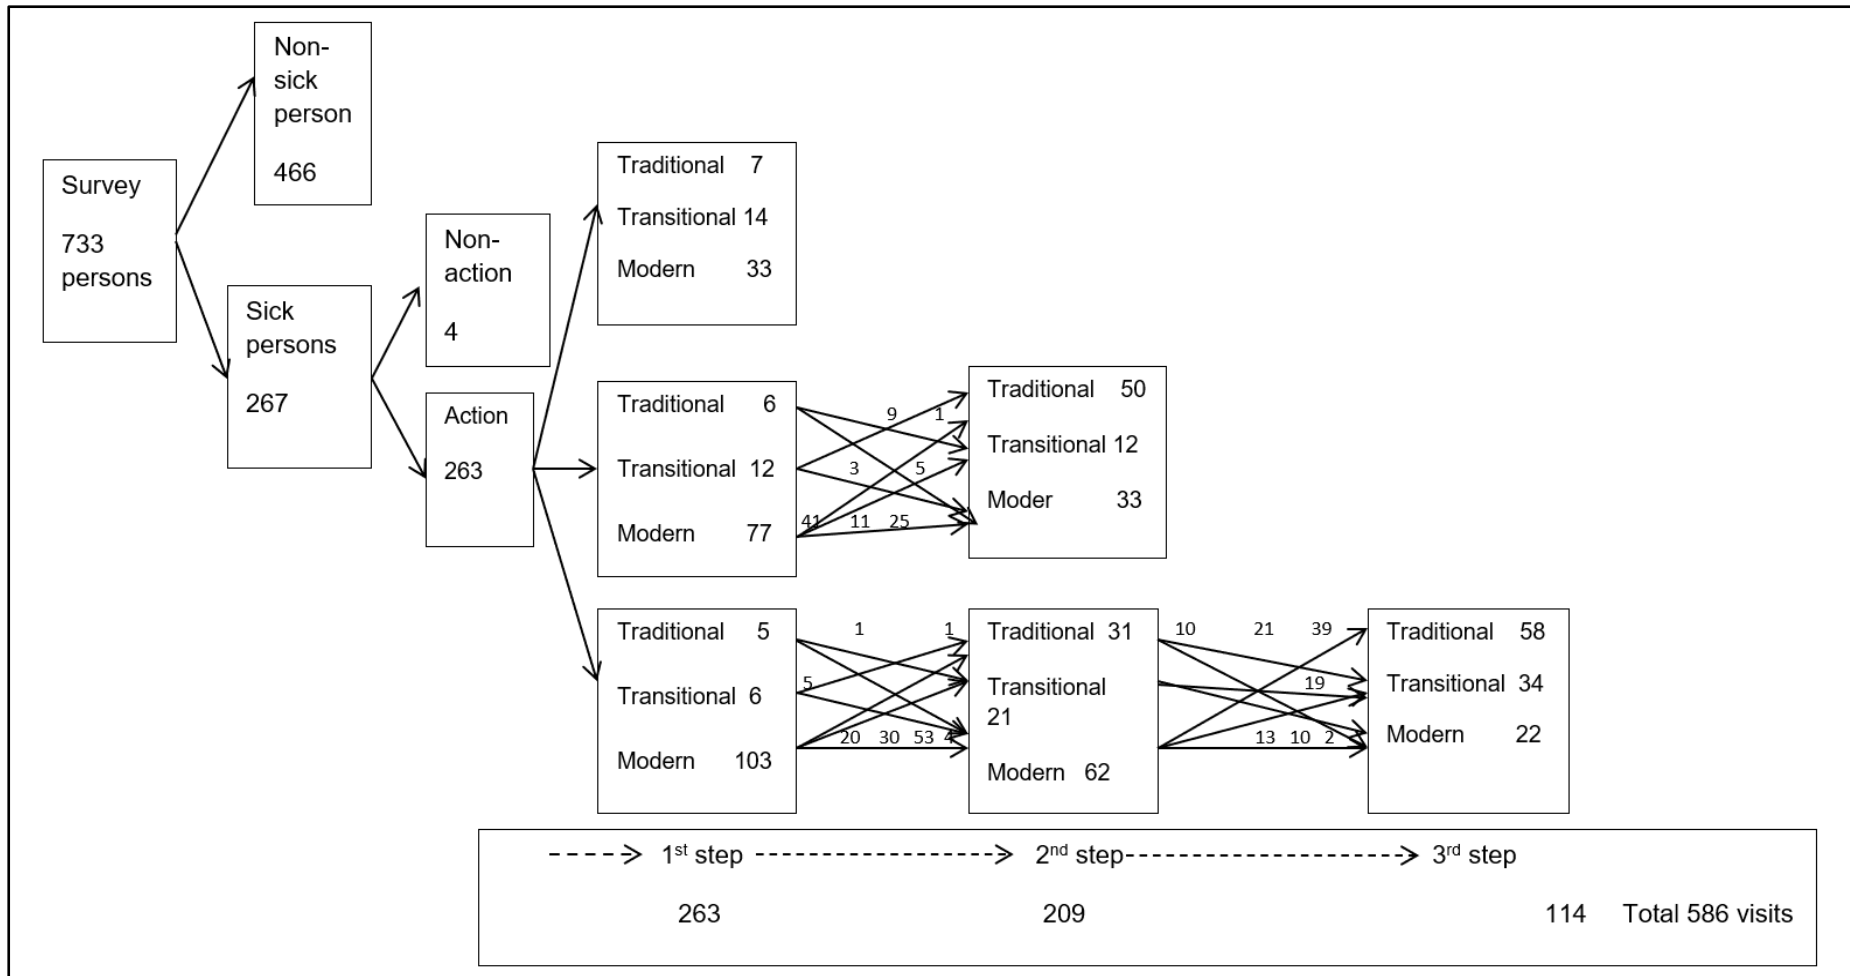 Non-
sick
person
466
Survey
733
persons
Sick
persons
267
Non-
action
4
Action
263
Traditional 7
Transitional 14
Modern 33
Traditional 6
Transitional 12
Modern 77
9 1
3 5
41 11 25
Traditional 50
Transitional 12
Moder 33
Traditional 5
Transitional 6
Modern 103
1 1
5
20 30 53 4
Traditional 31
Transitional
21
Modern 62
10 21 39
19
13 10 2
Traditional 58
Transitional 34
Modern 22
1st step 2nd step 3rd step
263 209 114 Total 586 visits